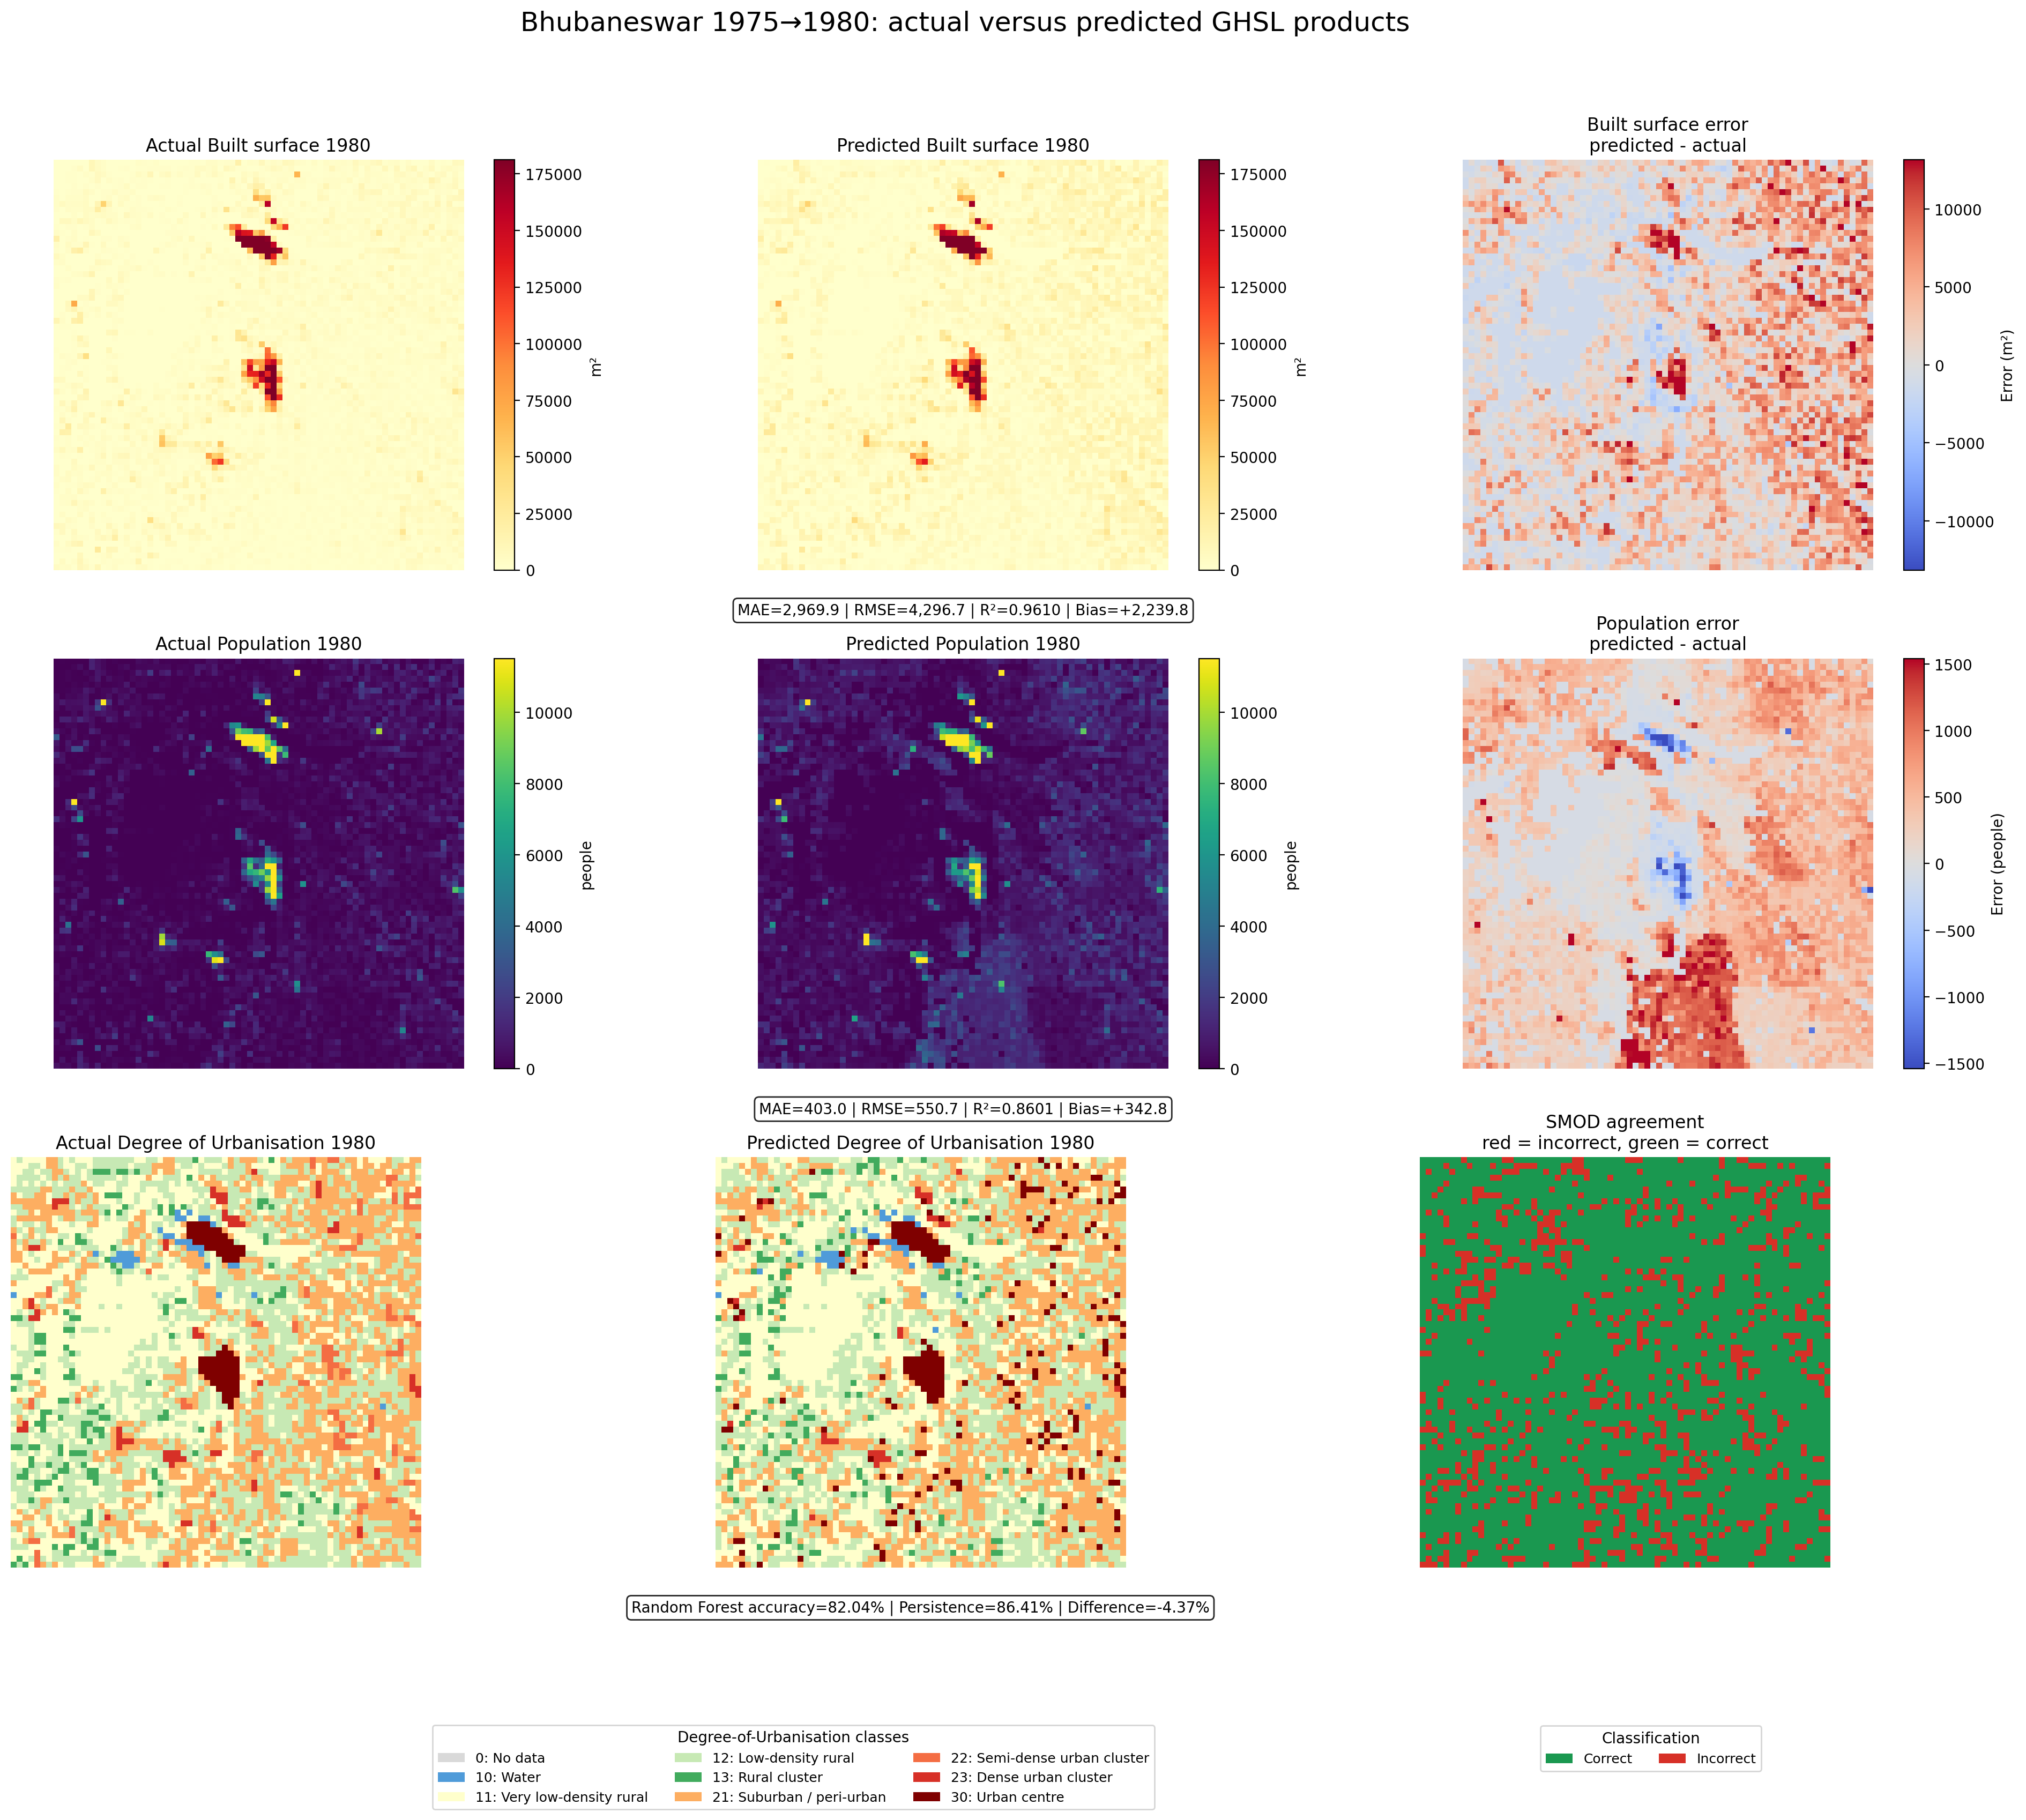 Bhubaneswar 1975→1980: actual versus predicted GHSL products
Actual Built surface 1980
175000
150000
125000
100000
75000
50000
25000
0
m²
Predicted Built surface 1980
175000
150000
125000
100000
75000
50000
25000
0
m²
Built surface error
predicted - actual
10000
5000
0
−5000
−10000
Error (m²)
MAE=2,969.9 | RMSE=4,296.7 | R²=0.9610 | Bias=+2,239.8
Actual Population 1980
10000
8000
6000
4000
2000
0
people
Predicted Population 1980
10000
8000
6000
4000
2000
0
people
Population error
predicted - actual
1500
1000
500
0
−500
−1000
−1500
Error (people)
MAE=403.0 | RMSE=550.7 | R²=0.8601 | Bias=+342.8
Actual Degree of Urbanisation 1980
Predicted Degree of Urbanisation 1980
SMOD agreement
red = incorrect, green = correct
Random Forest accuracy=82.04% | Persistence=86.41% | Difference=-4.37%
Degree-of-Urbanisation classes
0: No data
10: Water
11: Very low-density rural
12: Low-density rural
13: Rural cluster
21: Suburban / peri-urban
22: Semi-dense urban cluster
23: Dense urban cluster
30: Urban centre
Classification
Correct
Incorrect